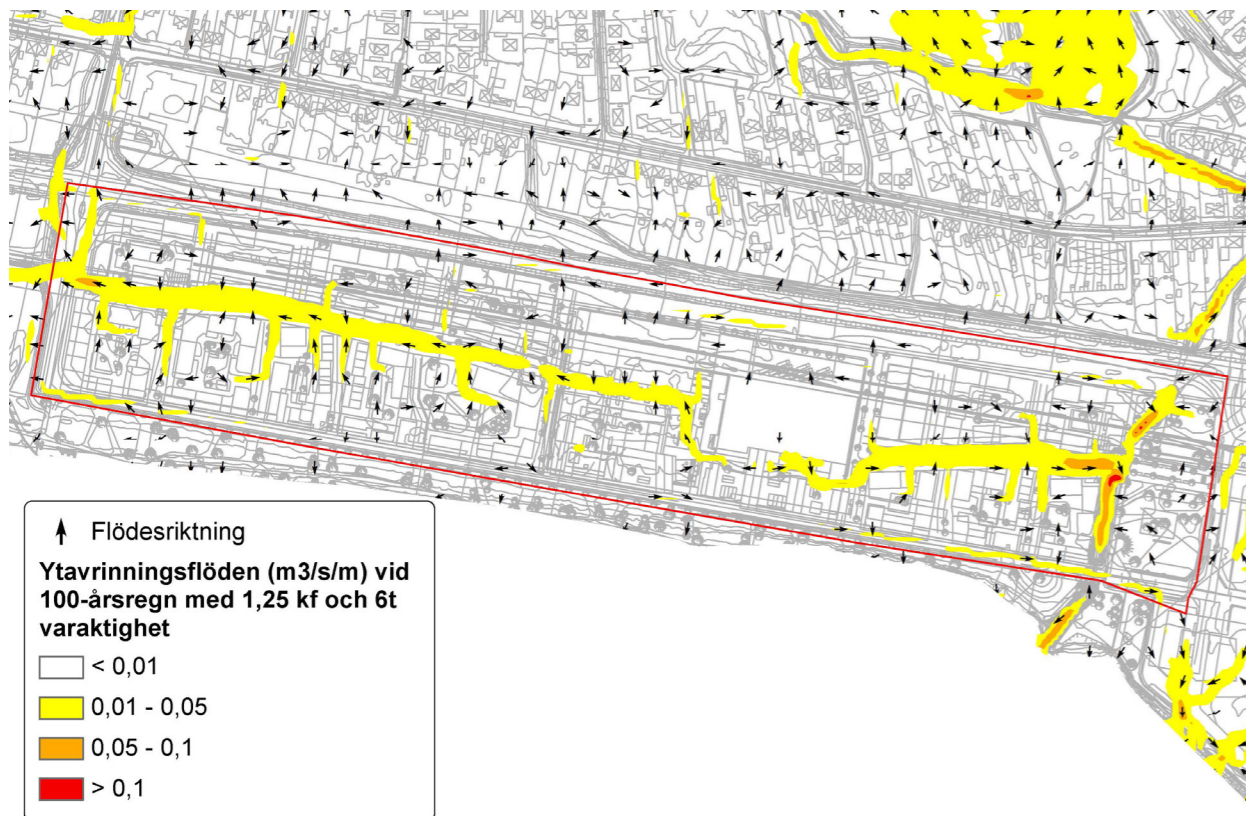 Flödesriktning
Ytavrinningsflöden (m3/s/m) vid
100-årsregn med 1,25 kf och 6t
varaktighet
< 0,01
0,01 - 0,05
0,05 - 0,1
> 0,1